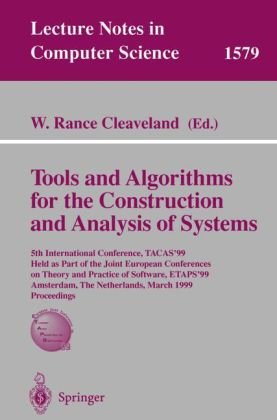 Lecture Notes in
Computer Science 1579
W. Rance Cleaveland (Ed.)
Tools and Algorithms
for the Construction
and Analysis of Systems
5th International Conference, TACAS'99
Held as Part of the Joint European Conferences
on Theory and Practice of Software, ETAPS'99
Amsterdam, The Netherlands, March 1999
Proceedings
Springer